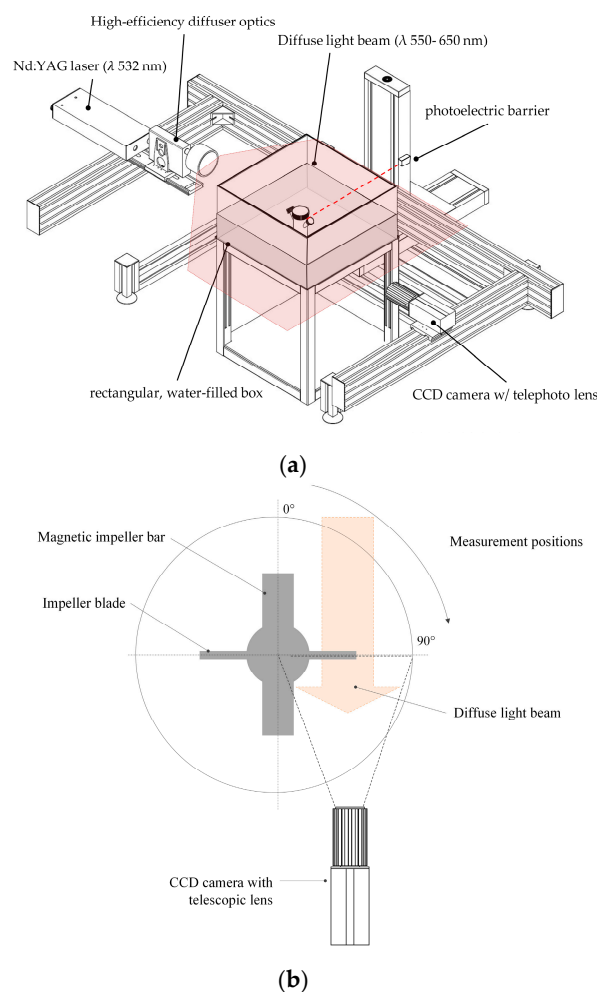 High-efficiency diffuser optics
Diffuse light beam (λ 550- 650 nm)
Nd:YAG laser (λ 532 nm)
photoelectric barrier
rectangular, water-filled box
CCD camera w/ telephoto lens
(a)
0°
Magnetic impeller bar
Measurement positions
Impeller blade
90°
Diffuse light beam
CCD camera with
telescopic lens
(b)